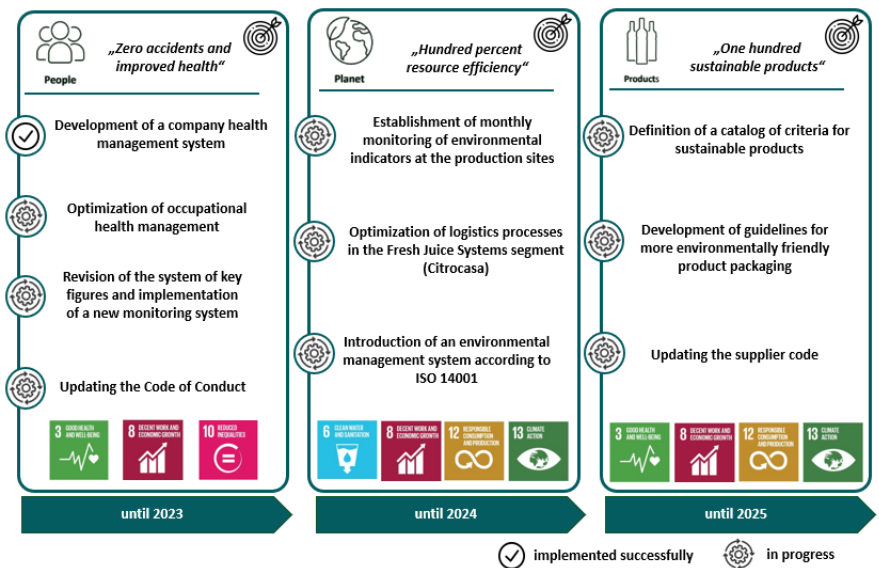 People
„Zero accidents and
improved health“
Development of a company health
management system
Optimization of occupational
health management
Revision of the system of key
figures and implementation
of a new monitoring system
Updating the Code of Conduct
3 GOOD HEALTH
AND WELL-BEING
8 DECENT WORK AND
ECONOMIC GROWTH
10 REDUCED
INEQUALITIES
until 2023
Planet
„Hundred percent
resource efficiency“
Establishment of monthly
monitoring of environmental
indicators at the production sites
Optimization of logistics processes
in the Fresh Juice Systems segment
(Citrocasa)
Introduction of an environmental
management system according to
ISO 14001
6 CLEAN WATER
AND SANITATION
8 DECENT WORK AND
ECONOMIC GROWTH
12 RESPONSIBLE
CONSUMPTION
AND PRODUCTION
13 CLIMATE
ACTION
until 2024
Products
„One hundred
sustainable products“
Definition of a catalog of criteria for
sustainable products
Development of guidelines for
more environmentally friendly
product packaging
Updating the supplier code
3 GOOD HEALTH
AND WELL-BEING
8 DECENT WORK AND
ECONOMIC GROWTH
12 RESPONSIBLE
CONSUMPTION
AND PRODUCTION
13 CLIMATE
ACTION
until 2025
implemented successfully
in progress